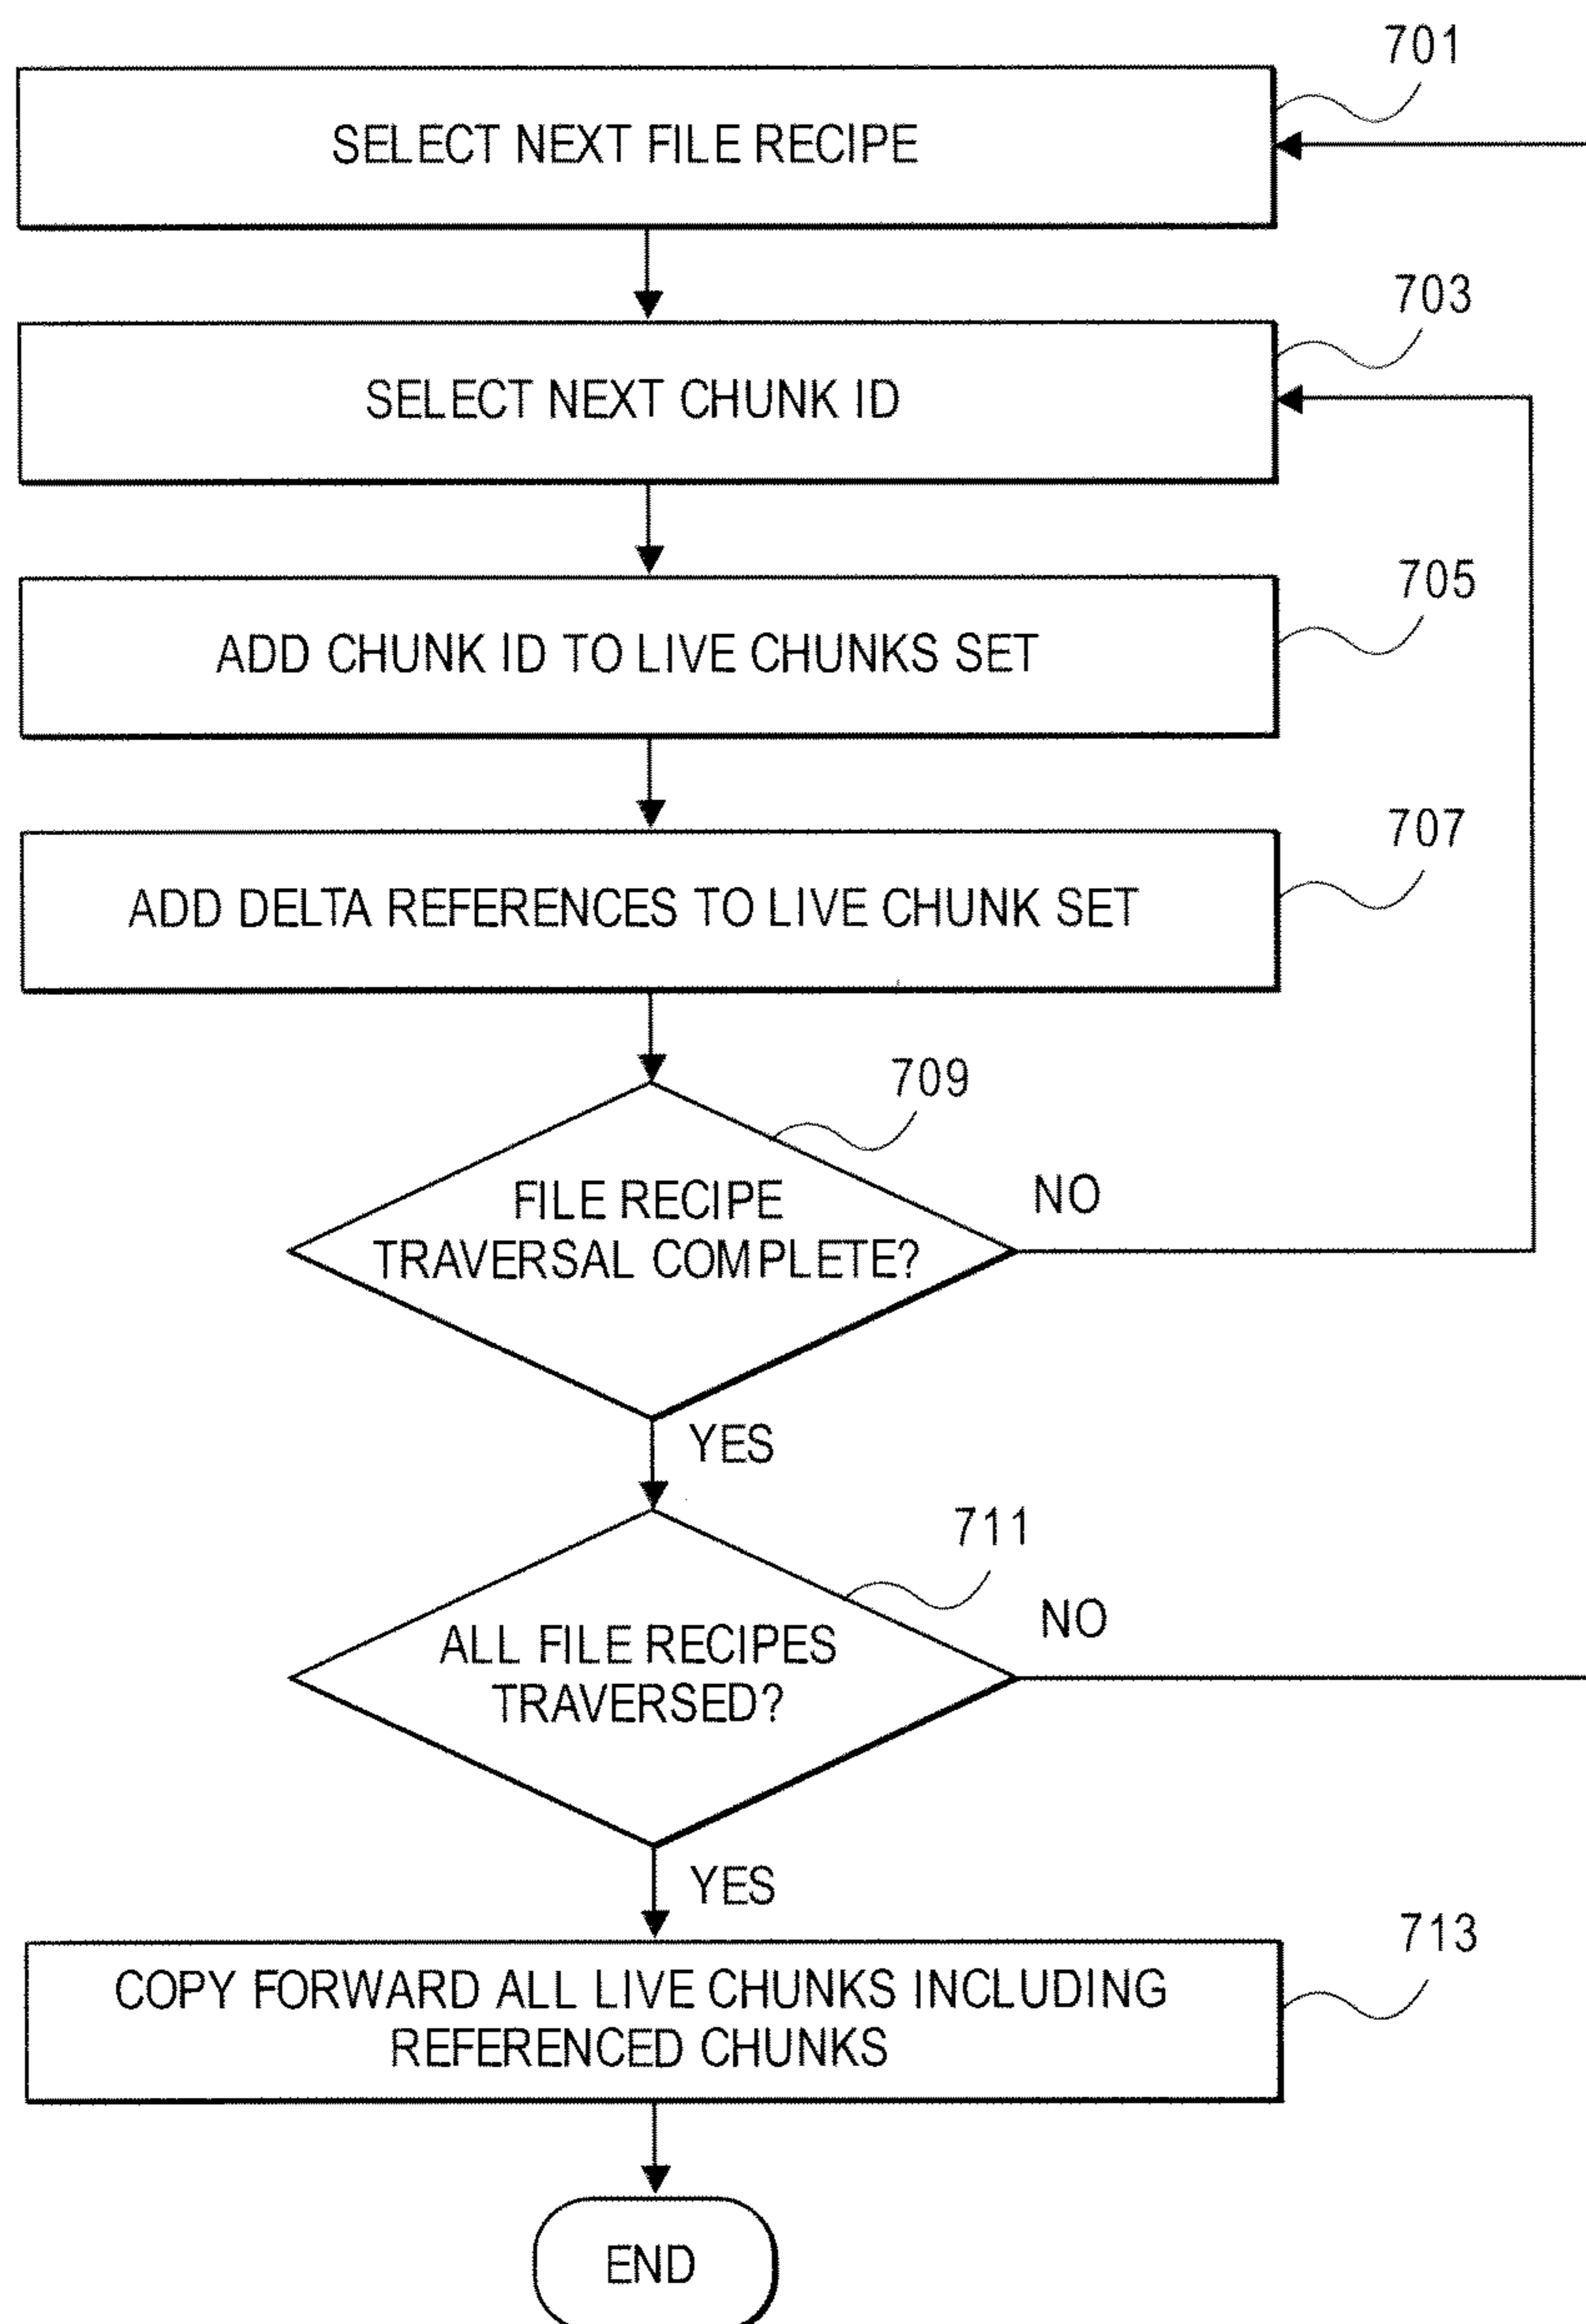 701
SELECT NEXT FILE RECIPE
703
SELECT NEXT CHUNK ID
705
ADD CHUNK ID TO LIVE CHUNKS SET
707
ADD DELTA REFERENCES TO LIVE CHUNK SET
709
FILE RECIPE
TRAVERSAL COMPLETE?
NO
YES
711
ALL FILE RECIPES
TRAVERSED?
NO
YES
713
COPY FORWARD ALL LIVE CHUNKS INCLUDING
REFERENCED CHUNKS
END